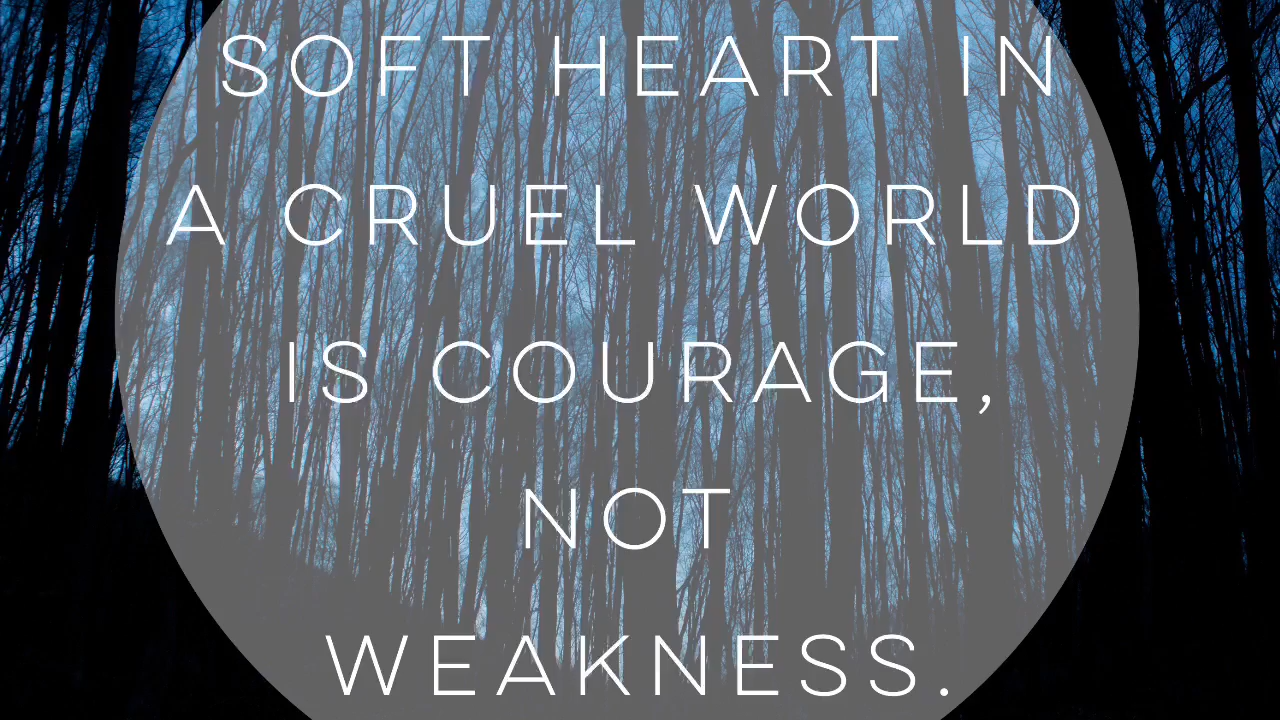 SOFT HEART IN
A CRUEL WORLD
IS COURAGE,
NOT
WEAKNESS.